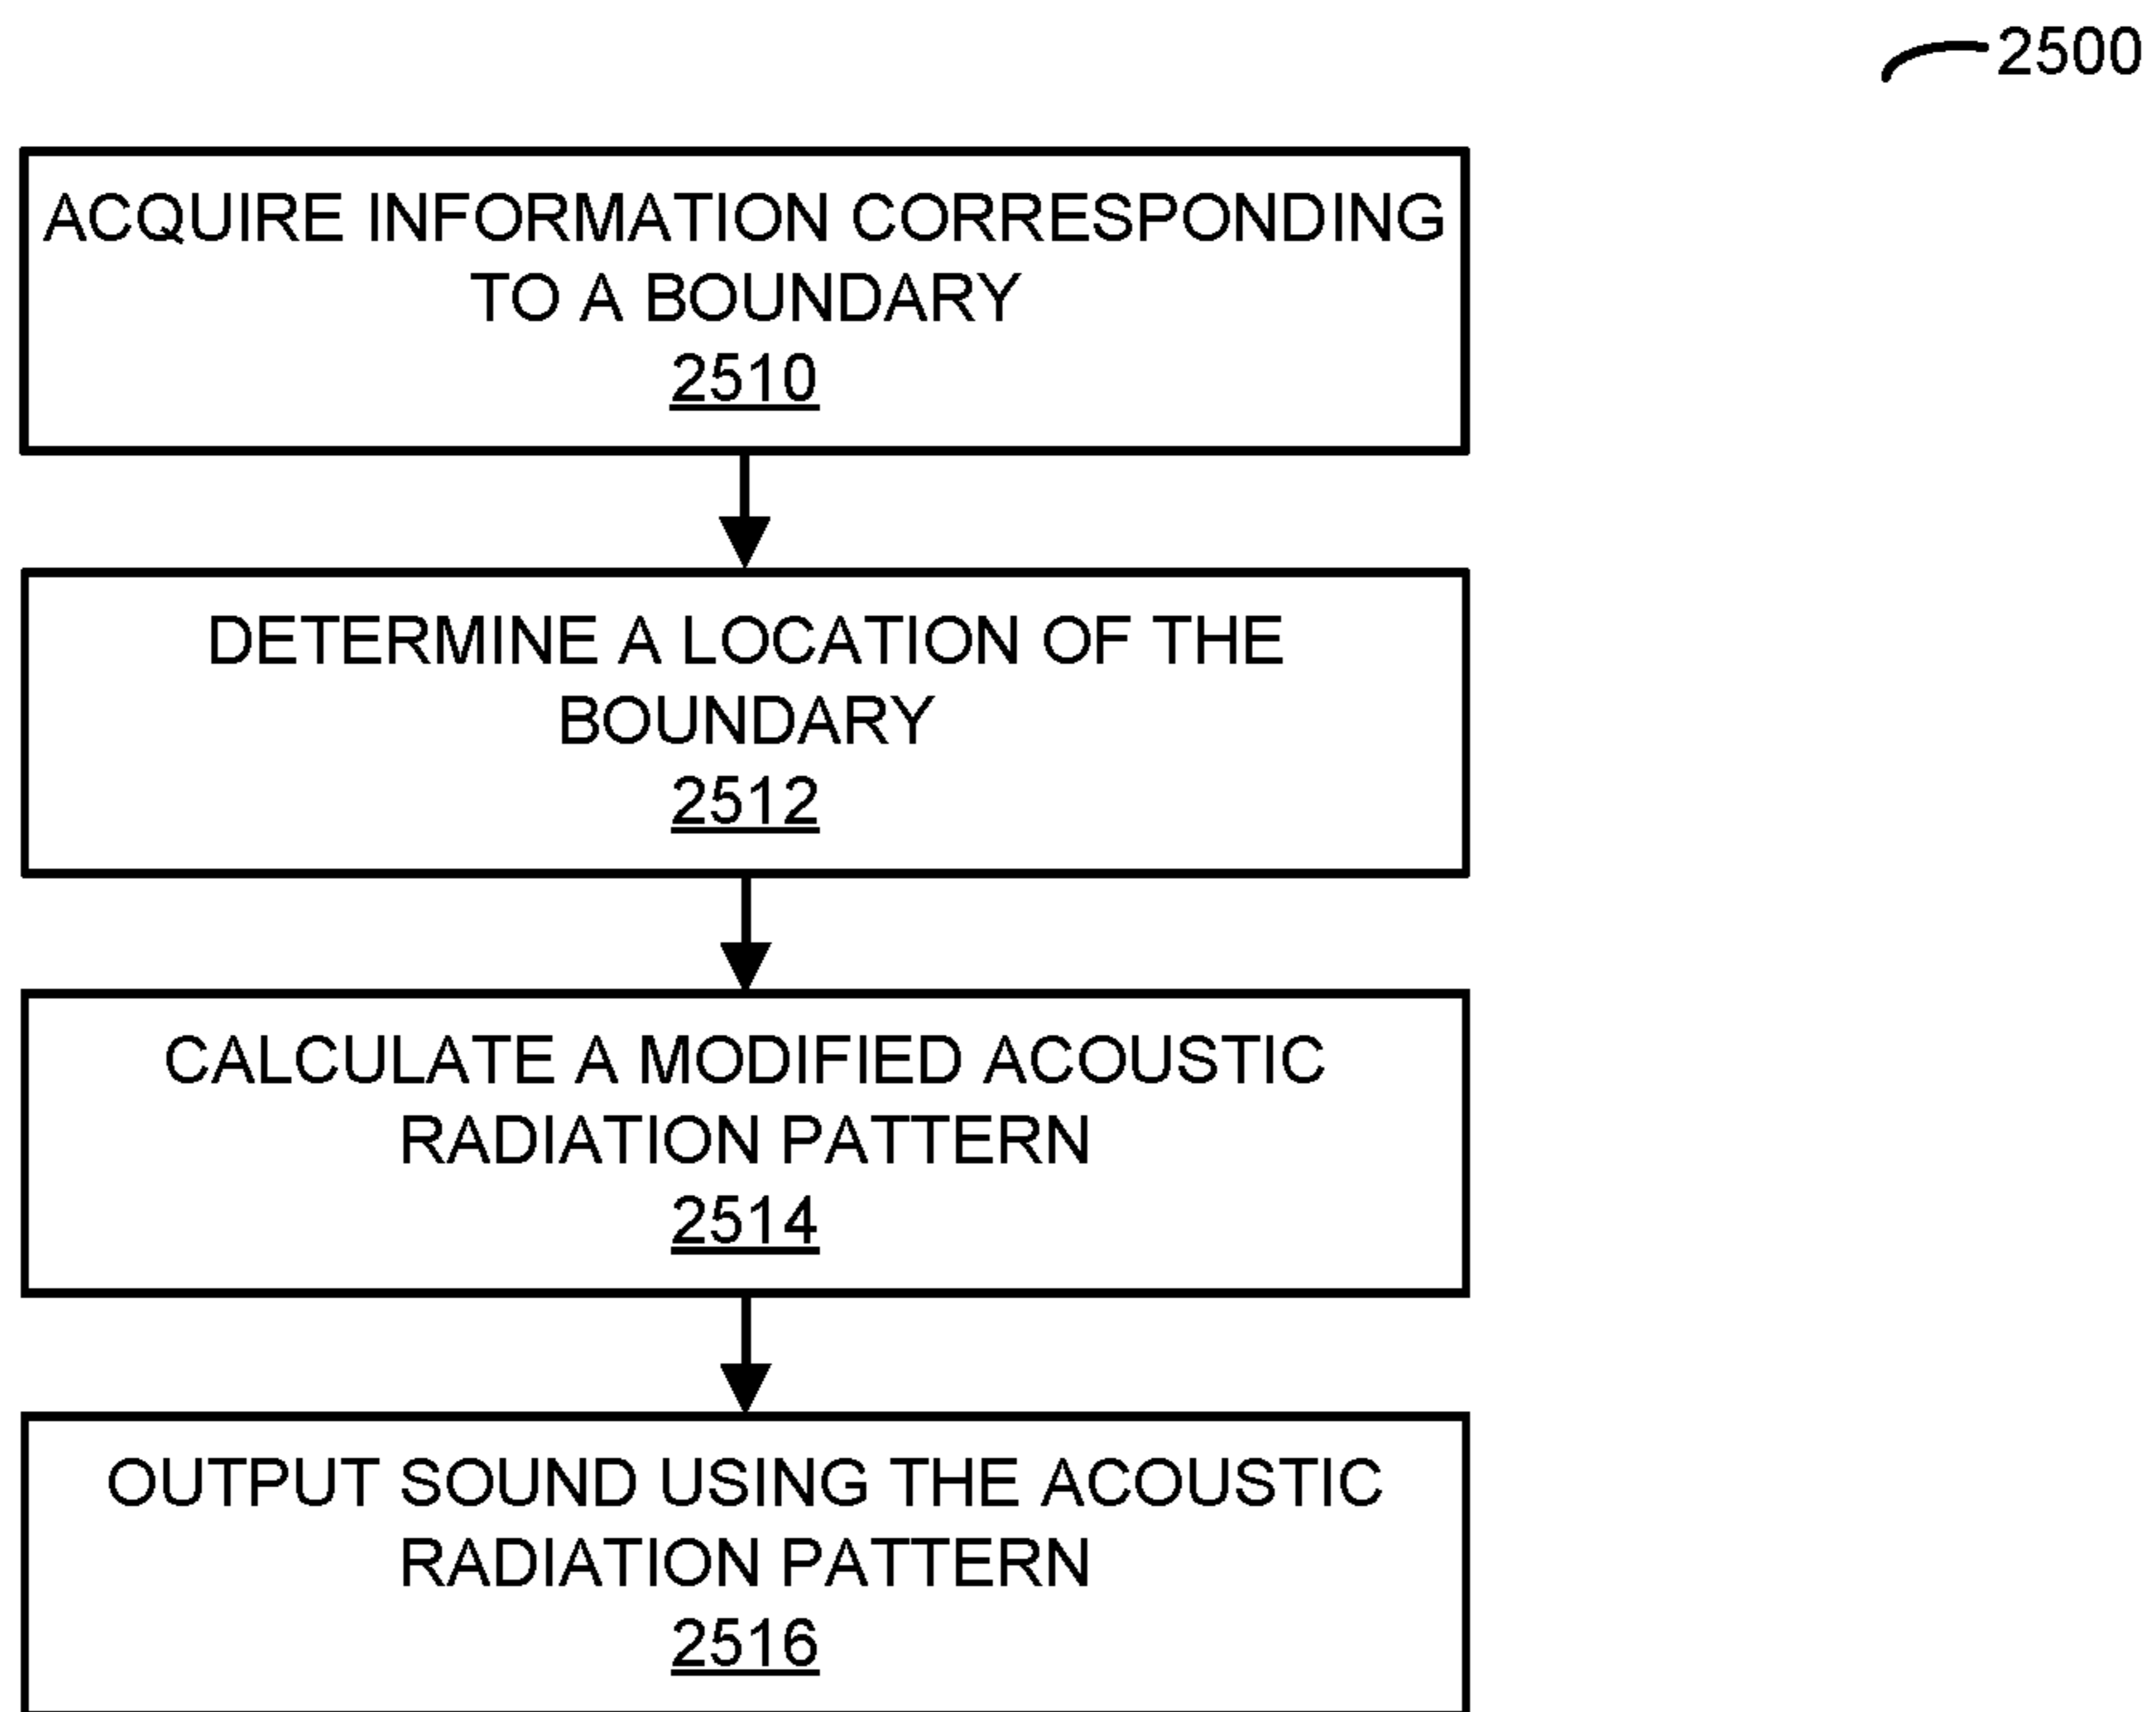 2500
ACQUIRE INFORMATION CORRESPONDING
TO A BOUNDARY
2510
DETERMINE A LOCATION OF THE
BOUNDARY
2512
CALCULATE A MODIFIED ACOUSTIC
RADIATION PATTERN
2514
OUTPUT SOUND USING THE ACOUSTIC
RADIATION PATTERN
2516